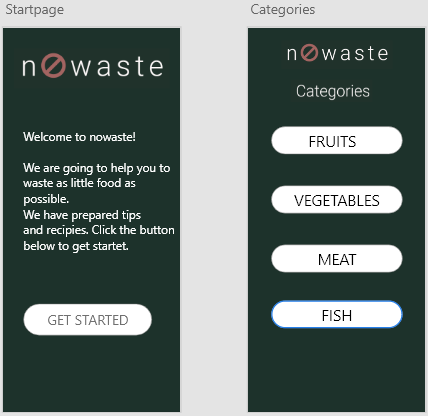 Startpage
nowaste
Welcome to nowaste!
We are going to help you to
waste as little food as
possible.
We have prepared tips
and recipies. Click the button
below to get startet.
GET STARTED
Categories
nowaste
Categories
FRUITS
VEGETABLES
MEAT
FISH